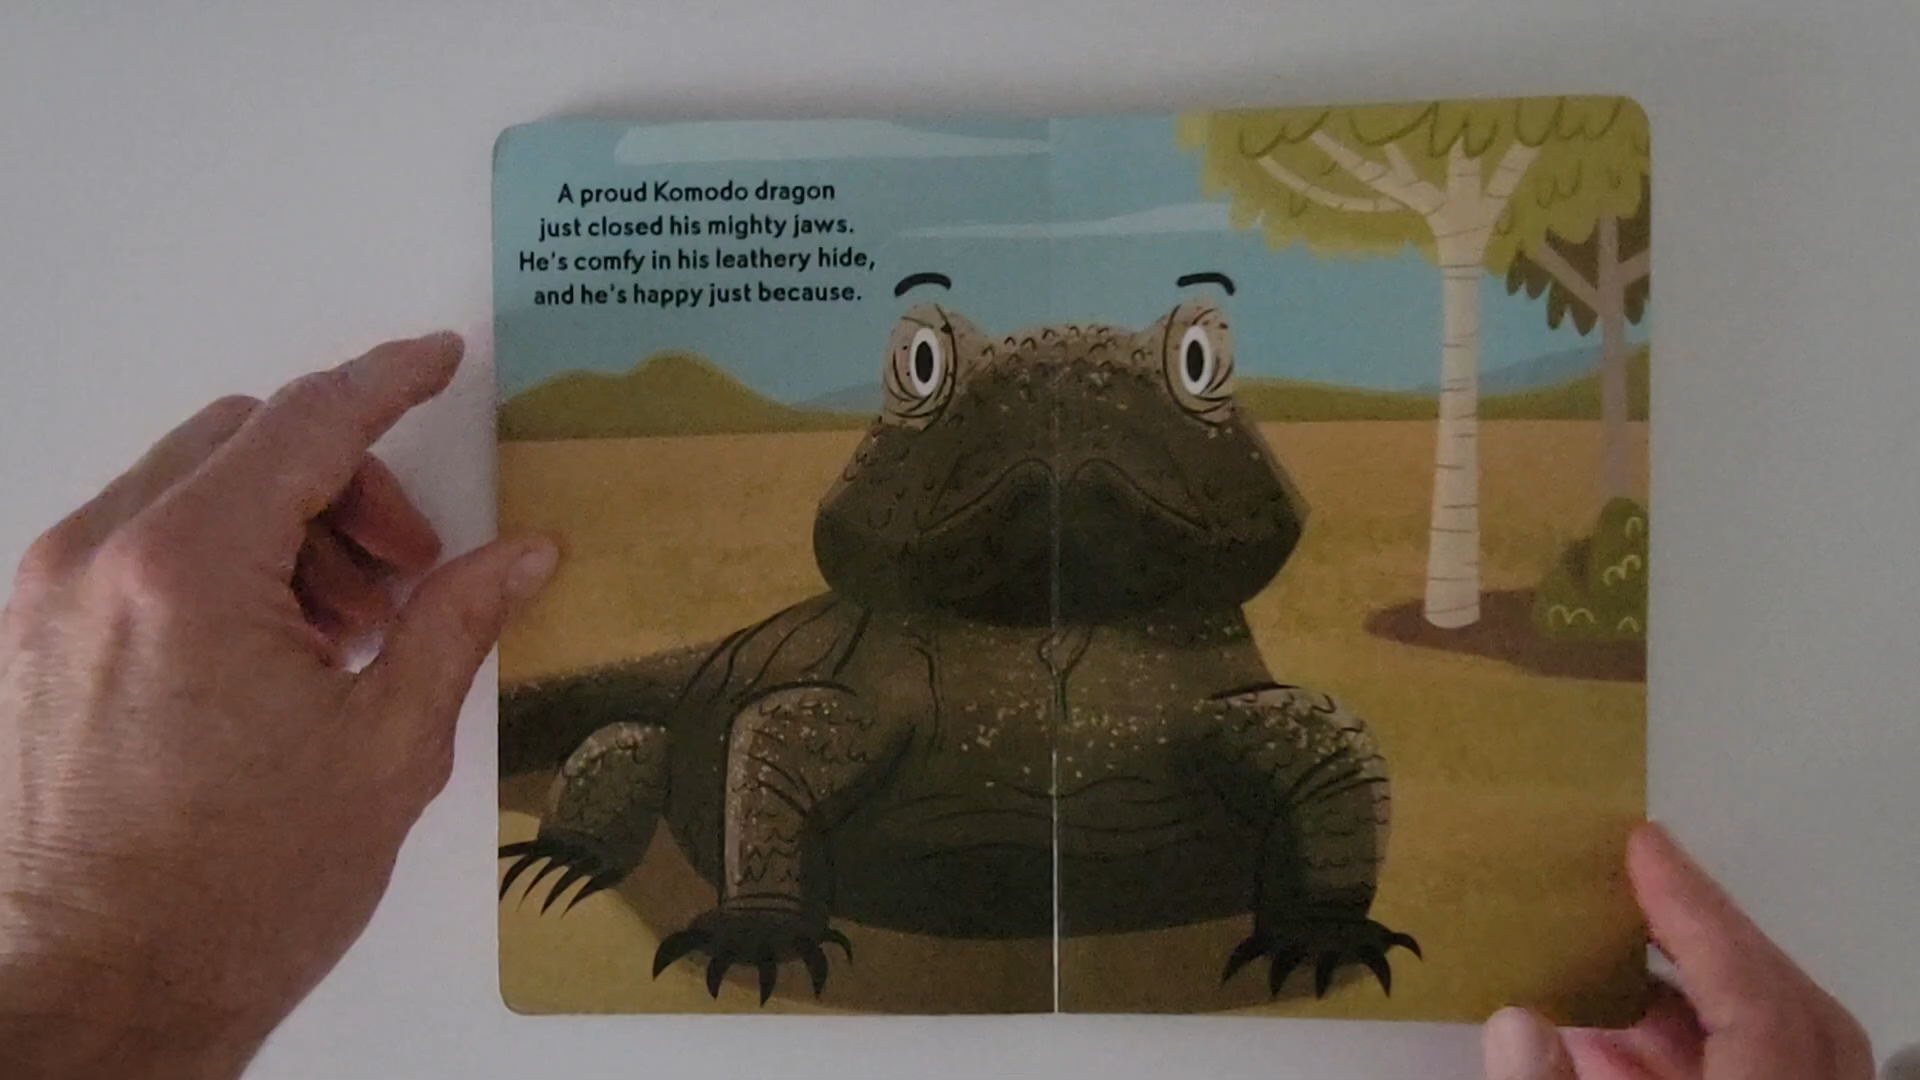 A proud Komodo dragon
just closed his mighty jaws.
He's comfy in his leathery hide,
and he's happy just because.